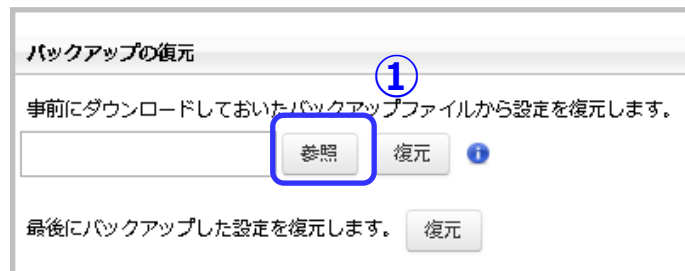 バックアップの復元
①
事前にダウンロードしておいたバックアップファイルから設定を復元します。
参照 復元 i
最後にバックアップした設定を復元します。 復元